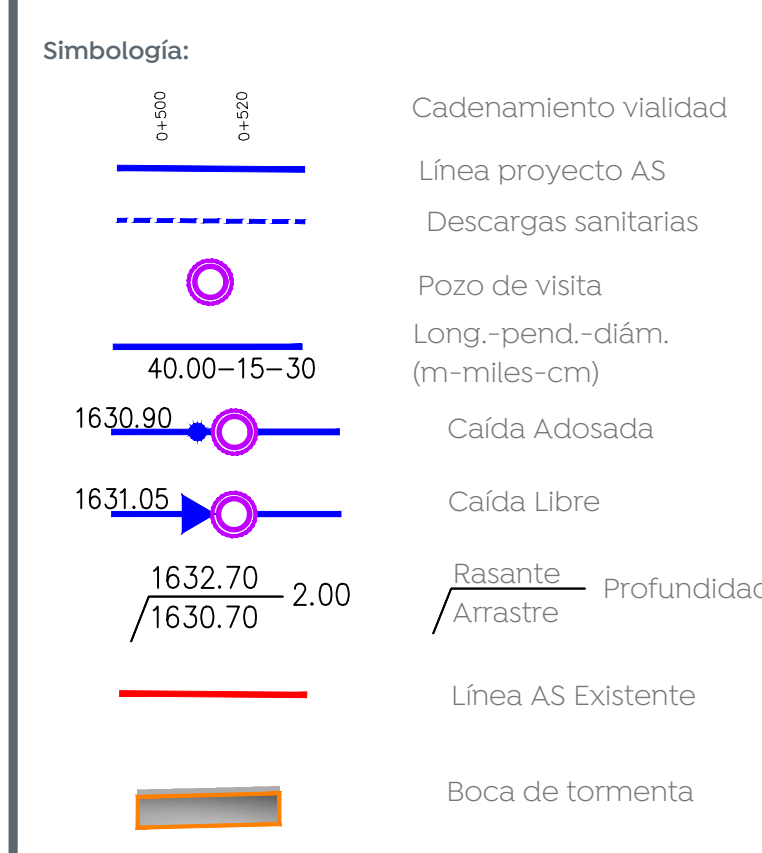 Simbología:
0+500
0+520
Cadenamiento vialidad
Línea proyecto AS
Descargas sanitarias
Pozo de visita
Long.-pend.-diám.
40.00-15-30
(m-miles-cm)
1630.90
Caída Adosada
1631.05
Caída Libre
1632.70
1630.70
2.00
Rasante
Arrastre
Profundidad
Línea AS Existente
Boca de tormenta